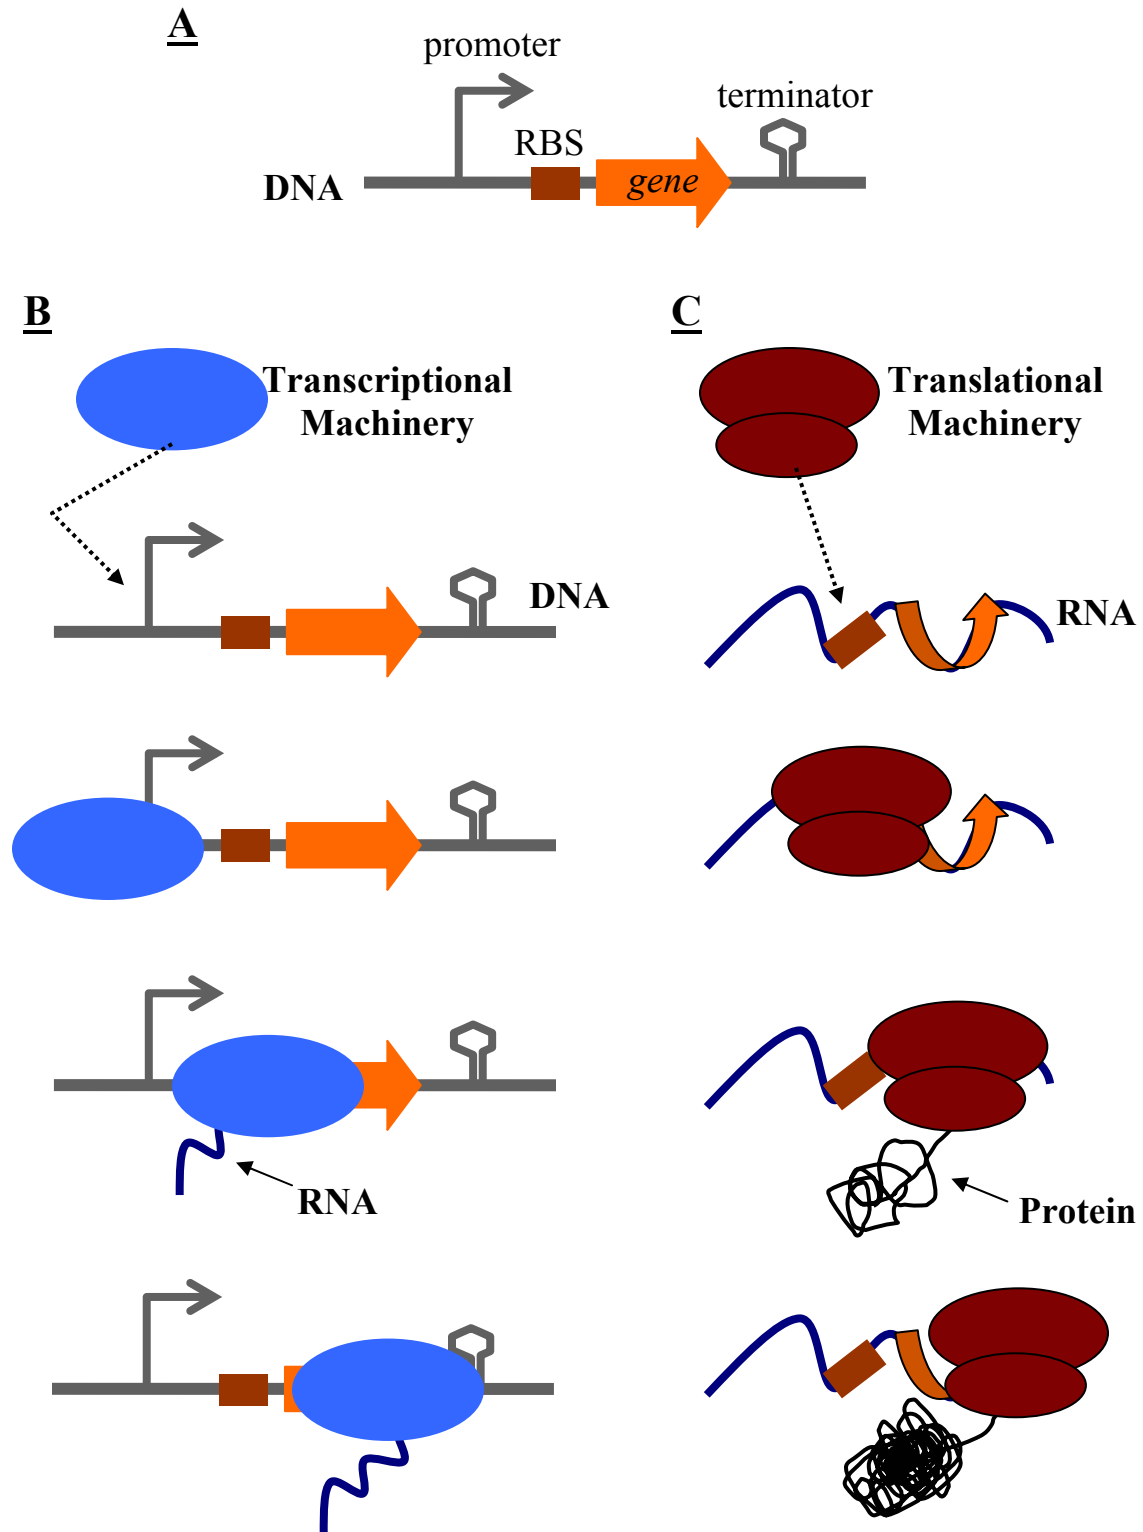 A
promoter
terminator
RBS
DNA
gene
B
Transcriptional
Machinery
DNA
RNA
C
Translational
Machinery
RNA
Protein